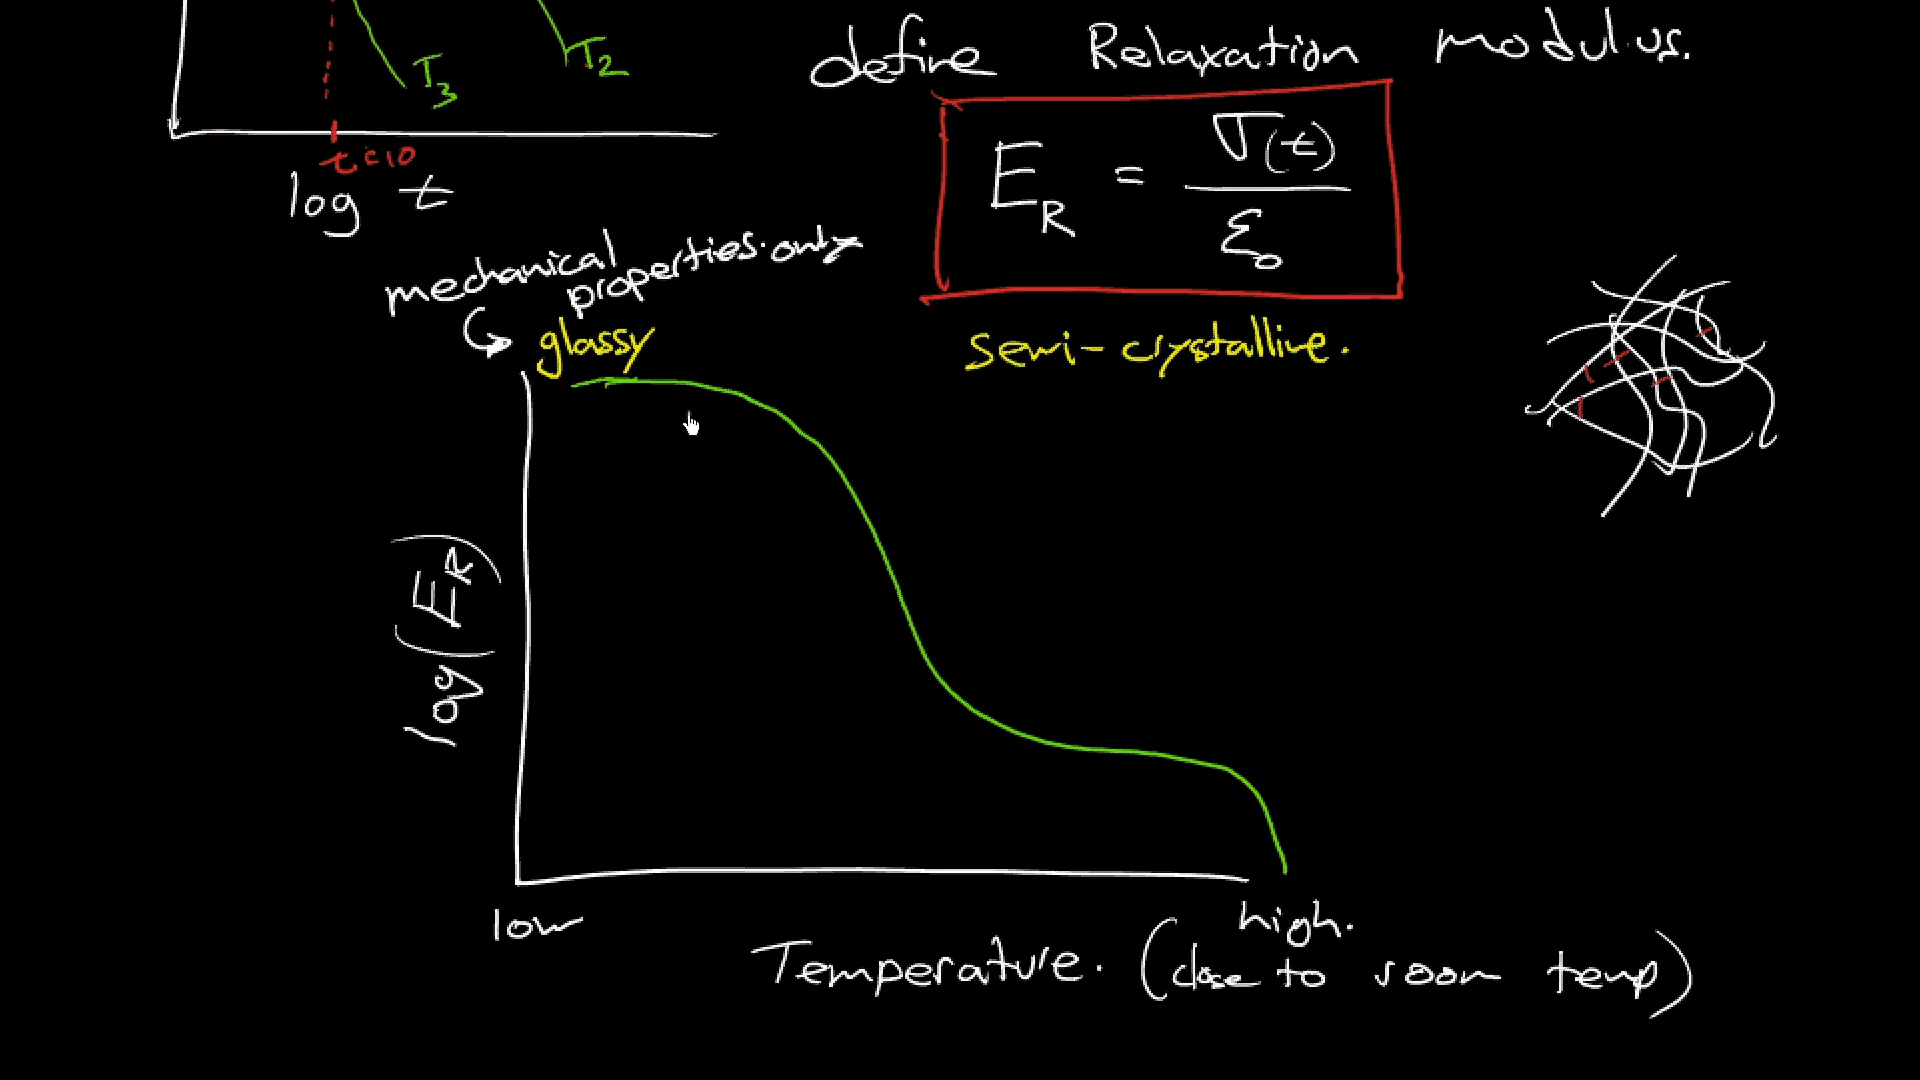 T2
T3
define Relaxation modulus.
t=10
log t
E_R = σ(t) / ε_0
mechanical
properties only
glassy
semi-crystalline.
log(E_R)
low
high.
Temperature. (close to room temp)